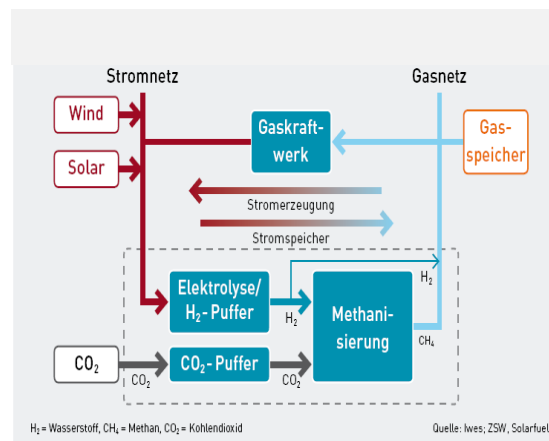 Stromnetz
Gasnetz
Wind
Solar
Gaskraft-
werk
Gas-
speicher
Stromerzeugung
Stromspeicher
Elektrolyse/
H₂-Puffer
H₂
H₂
Methani-
sierung
CH₄
CO₂
CO₂
CO₂-Puffer
CO₂
H₂ = Wasserstoff, CH₄ = Methan, CO₂ = Kohlendioxid
Quelle: Iwes; ZSW, Solarfuel